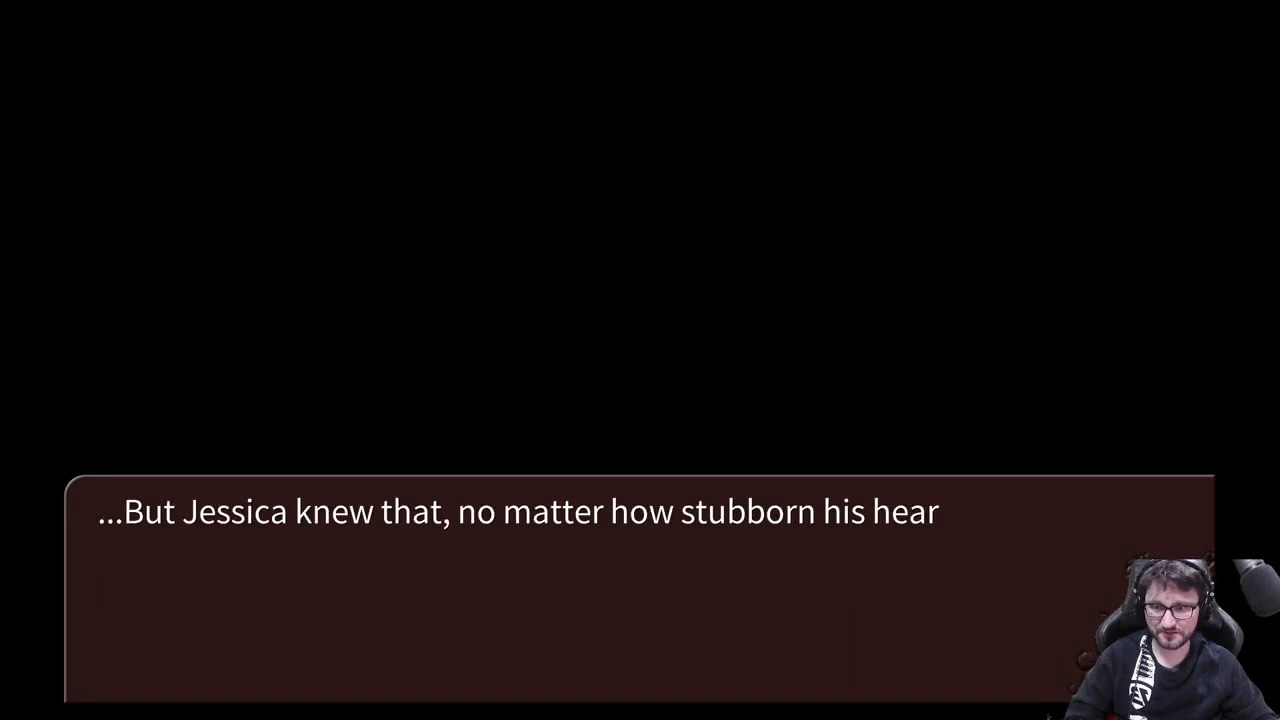 ...But Jessica knew that, no matter how stubborn his hear